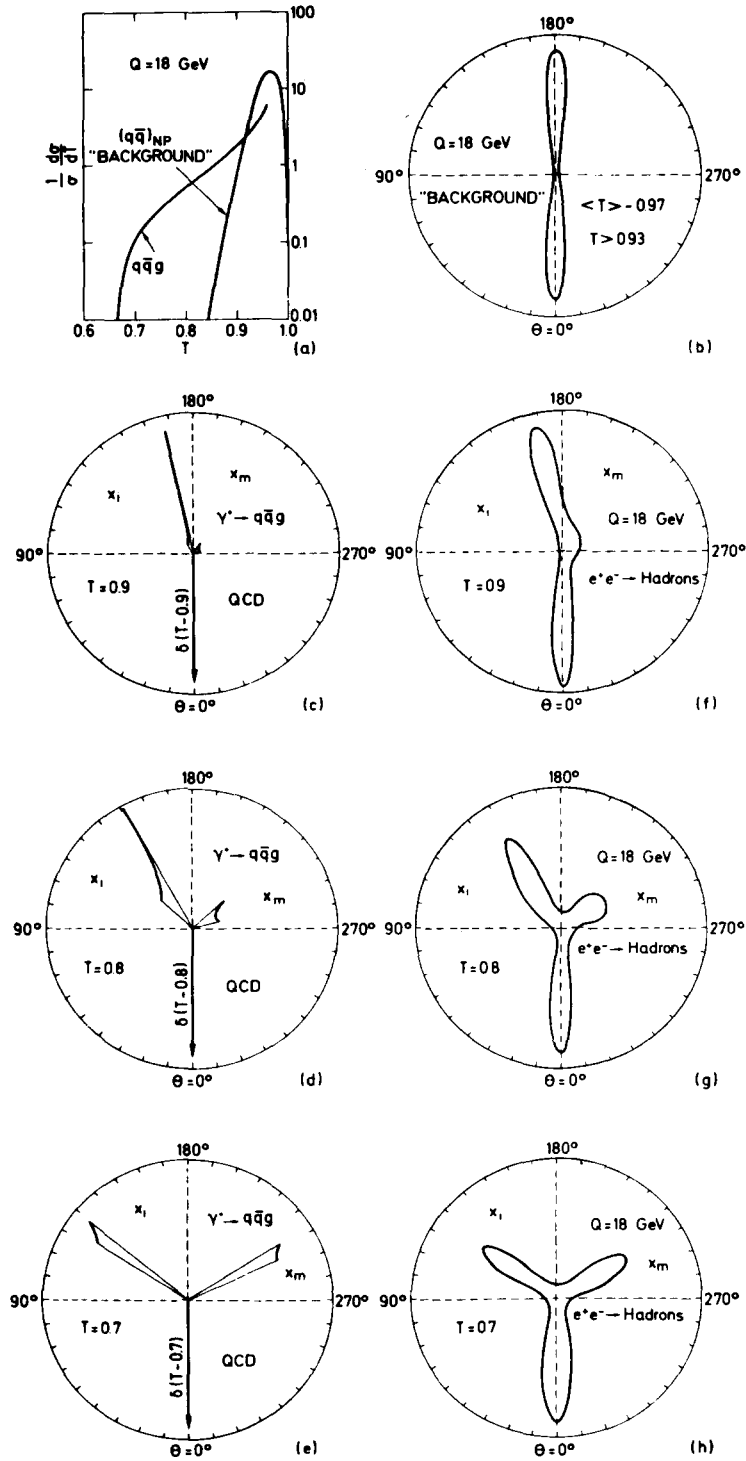 100
Q = 18 GeV
10
(qq̄)NP
"BACKGROUND"
1
1/σ dσ/dT
0.1
qq̄g
0.01
0.6 0.7 0.8 0.9 1.0
T
(a)
180°
Q = 18 GeV
90°
270°
"BACKGROUND"
<T> - 0.97
T > 0.93
θ = 0°
(b)
180°
xₘ
x₁
γ* → qq̄g
90°
270°
T = 0.9
QCD
δ(T-0.9)
θ = 0°
(c)
180°
xₘ
x₁
Q = 18 GeV
90°
270°
T = 0.9
e⁺e⁻ → Hadrons
θ = 0°
(f)
180°
γ* → qq̄g
x₁
xₘ
90°
270°
T = 0.8
QCD
δ(T-0.8)
θ = 0°
(d)
180°
Q = 18 GeV
x₁
xₘ
90°
270°
T = 0.8
e⁺e⁻ → Hadrons
θ = 0°
(g)
180°
x₁
γ* → qq̄g
xₘ
90°
270°
T = 0.7
QCD
δ(T-0.7)
θ = 0°
(e)
180°
x₁
Q = 18 GeV
xₘ
90°
270°
T = 0.7
e⁺e⁻ → Hadrons
θ = 0°
(h)